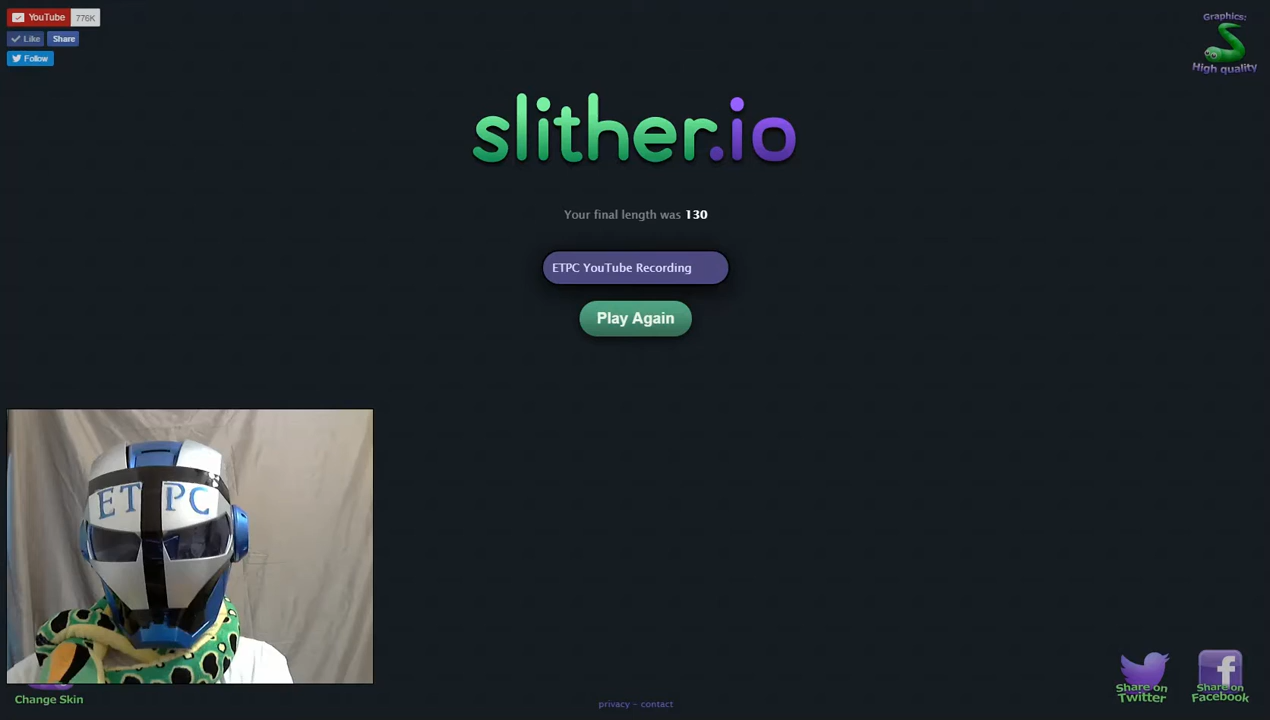 YouTube 776K
Like Share
Follow
Graphics:
High quality
slither.io
Your final length was 130
ETPC YouTube Recording
Play Again
ETPC
Change Skin
privacy - contact
Share on
Twitter
Share on
Facebook